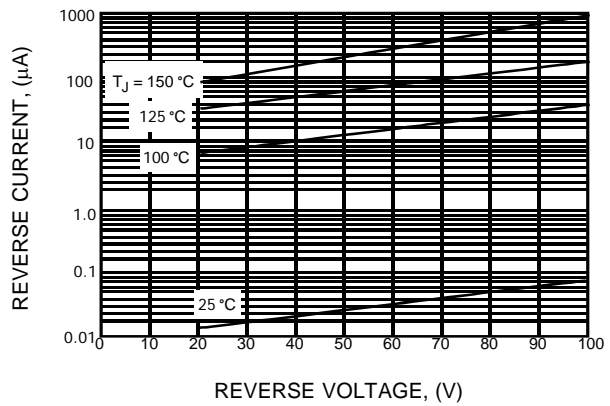 REVERSE CURRENT, (µA)
1000
100
10
1.0
0.1
0.01
T_J = 150 °C
125 °C
100 °C
25 °C
0 10 20 30 40 50 60 70 80 90 100
REVERSE VOLTAGE, (V)